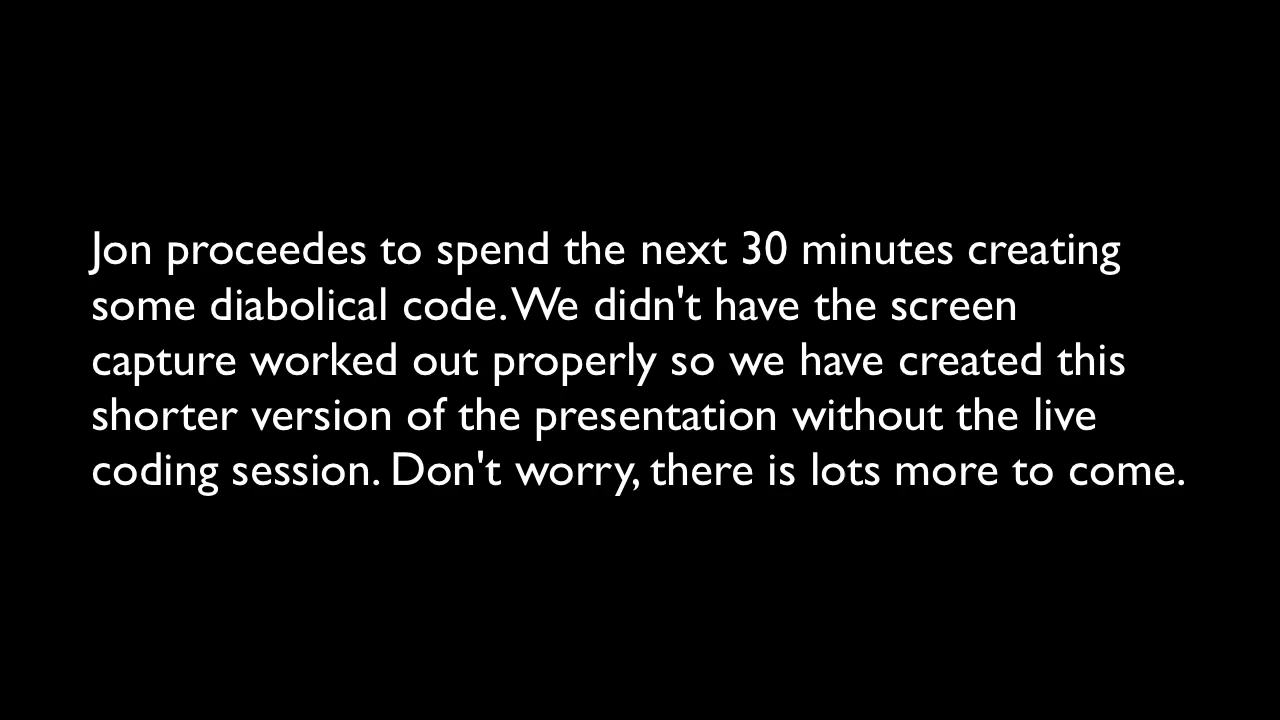 Jon proceedes to spend the next 30 minutes creating
some diabolical code. We didn't have the screen
capture worked out properly so we have created this
shorter version of the presentation without the live
coding session. Don't worry, there is lots more to come.